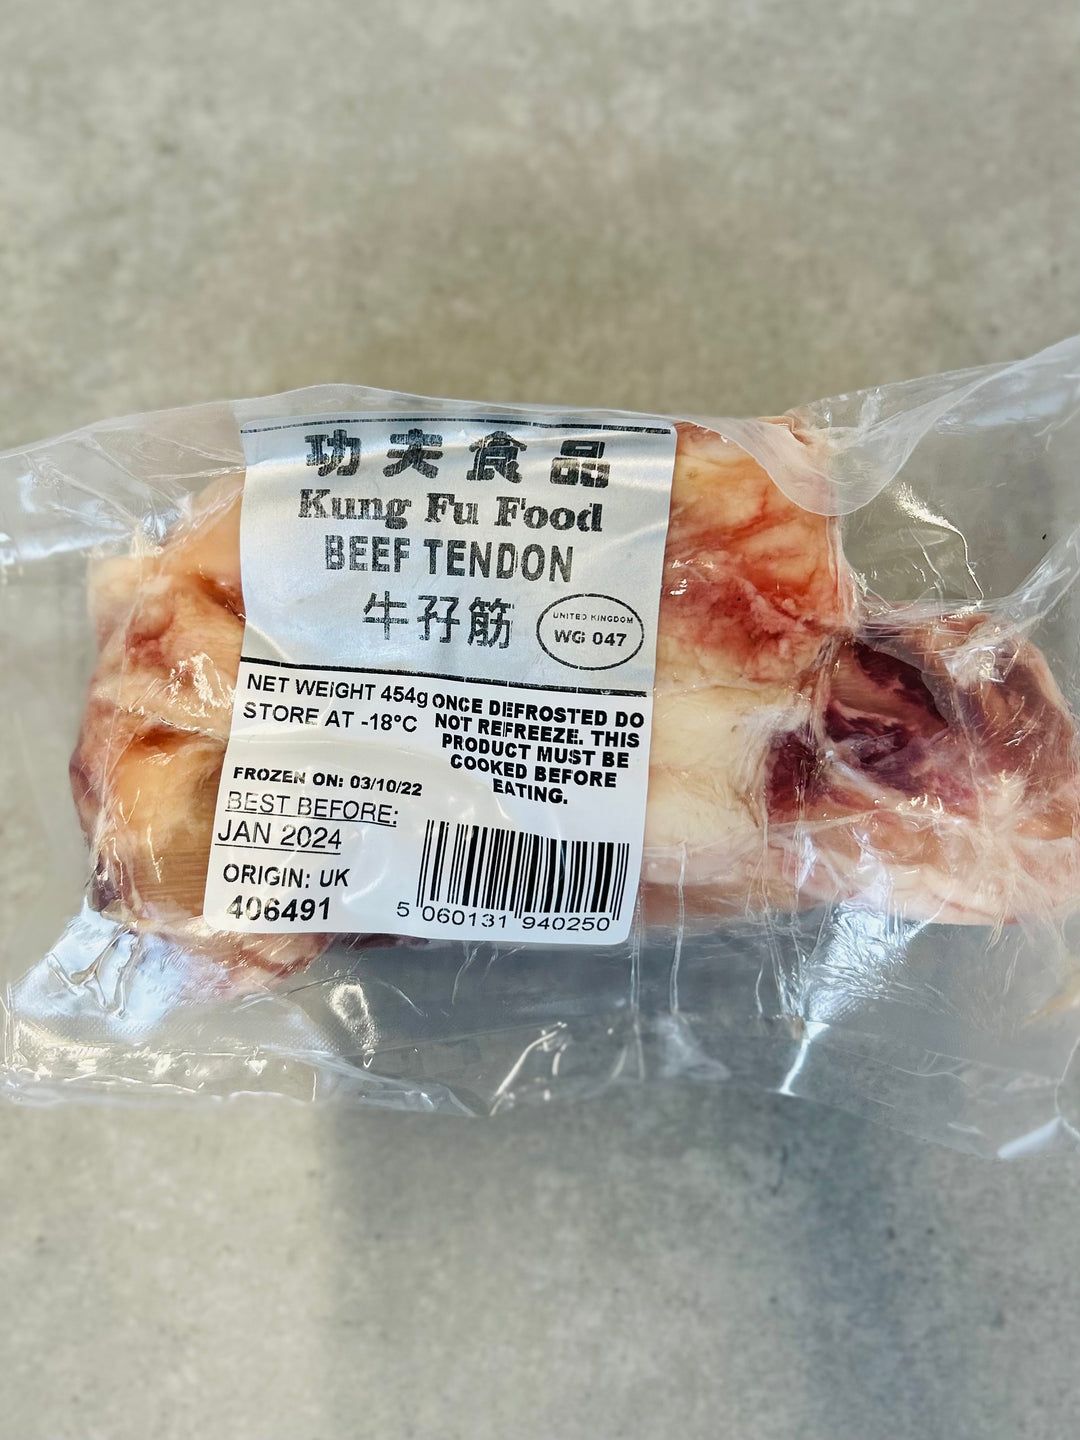 功夫食品
Kung Fu Food
BEEF TENDON
牛孖筋
UNITED KINGDOM
WG 047
NET WEIGHT 454g
STORE AT -18°C
ONCE DEFROSTED DO
NOT REFREEZE. THIS
PRODUCT MUST BE
COOKED BEFORE
EATING.
FROZEN ON: 03/10/22
BEST BEFORE:
JAN 2024
ORIGIN: UK
406491
5 060131 940250